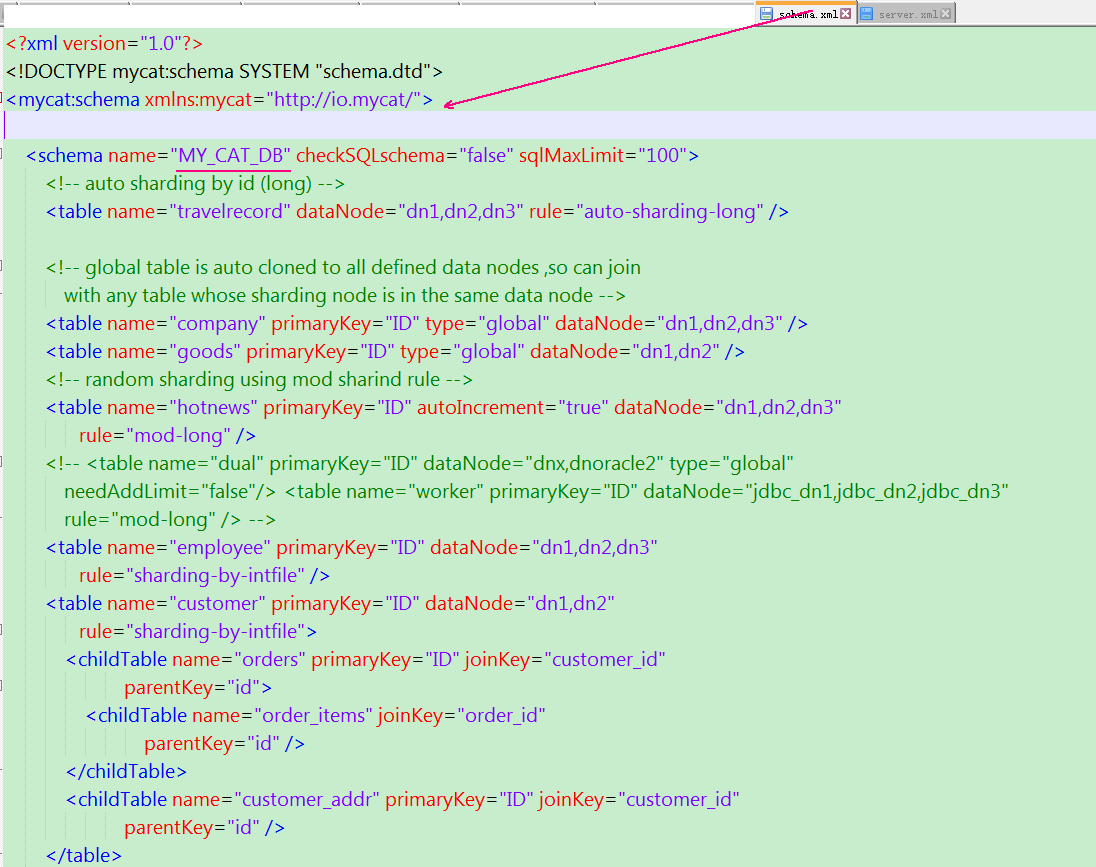 schema.xml server.xml
<?xml version="1.0"?>
<!DOCTYPE mycat:schema SYSTEM "schema.dtd">
<mycat:schema xmlns:mycat="http://io.mycat/">
<schema name="MY_CAT_DB" checkSQLschema="false" sqlMaxLimit="100">
<!-- auto sharding by id (long) -->
<table name="travelrecord" dataNode="dn1,dn2,dn3" rule="auto-sharding-long" />
<!-- global table is auto cloned to all defined data nodes ,so can join
with any table whose sharding node is in the same data node -->
<table name="company" primaryKey="ID" type="global" dataNode="dn1,dn2,dn3" />
<table name="goods" primaryKey="ID" type="global" dataNode="dn1,dn2" />
<!-- random sharding using mod sharind rule -->
<table name="hotnews" primaryKey="ID" autoIncrement="true" dataNode="dn1,dn2,dn3"
rule="mod-long" />
<!-- <table name="dual" primaryKey="ID" dataNode="dnx,dnoracle2" type="global"
needAddLimit="false"/> <table name="worker" primaryKey="ID" dataNode="jdbc_dn1,jdbc_dn2,jdbc_dn3"
rule="mod-long" /> -->
<table name="employee" primaryKey="ID" dataNode="dn1,dn2,dn3"
rule="sharding-by-intfile" />
<table name="customer" primaryKey="ID" dataNode="dn1,dn2"
rule="sharding-by-intfile">
<childTable name="orders" primaryKey="ID" joinKey="customer_id"
parentKey="id">
<childTable name="order_items" joinKey="order_id"
parentKey="id" />
</childTable>
<childTable name="customer_addr" primaryKey="ID" joinKey="customer_id"
parentKey="id" />
</table>